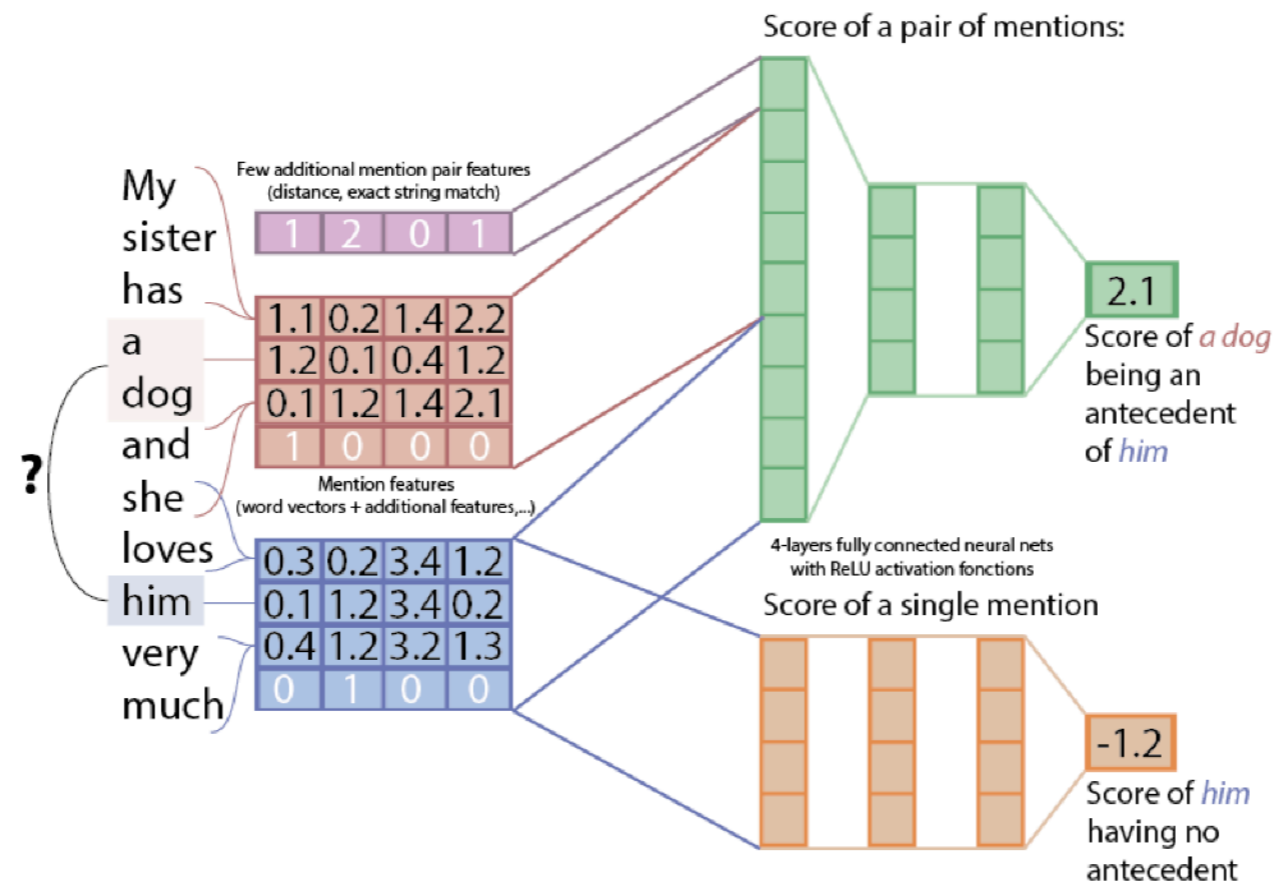 Score of a pair of mentions:
Few additional mention pair features
(distance, exact string match)
1 2 0 1
My
sister
has
a
dog
and
she
loves
him
very
much
?
1.1 0.2 1.4 2.2
1.2 0.1 0.4 1.2
0.1 1.2 1.4 2.1
1 0 0 0
Mention features
(word vectors + additional features,...)
0.3 0.2 3.4 1.2
0.1 1.2 3.4 0.2
0.4 1.2 3.2 1.3
0 1 0 0
2.1
Score of a dog
being an
antecedent
of him
4-layers fully connected neural nets
with ReLU activation fonctions
Score of a single mention
-1.2
Score of him
having no
antecedent